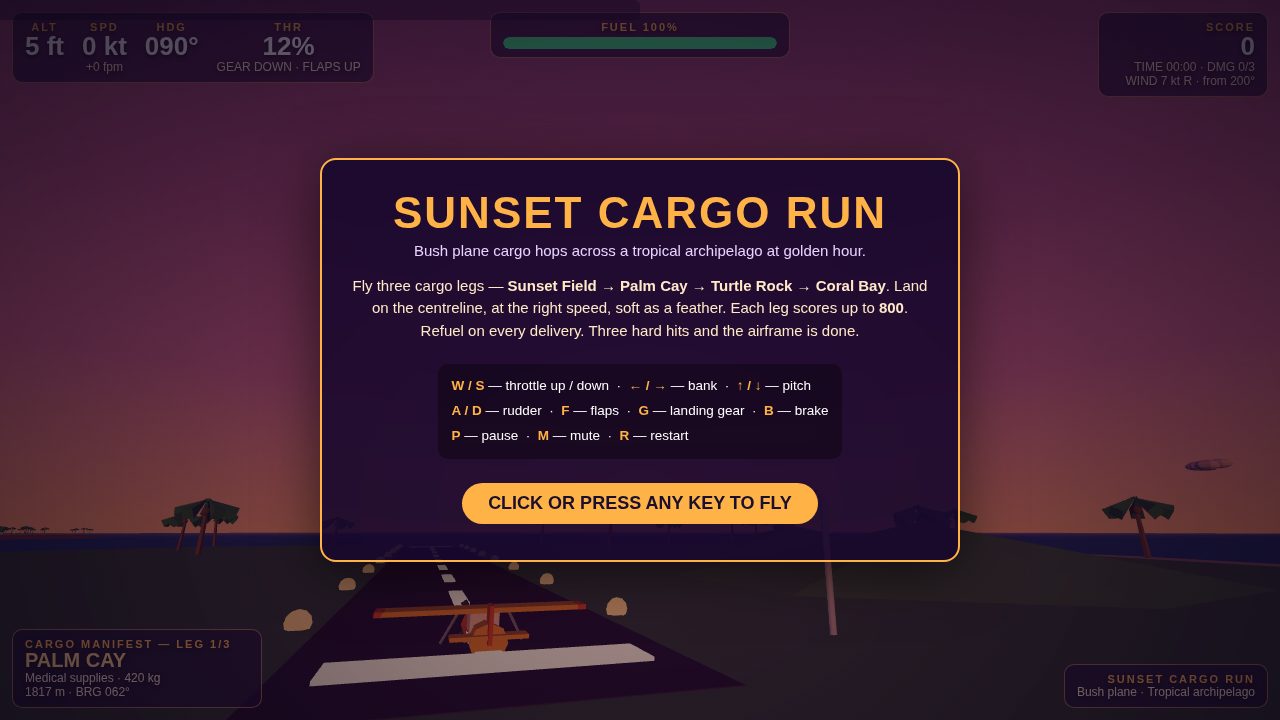 ALT SPD HDG THR
5 ft 0 kt 090° 12%
+0 fpm GEAR DOWN · FLAPS UP
FUEL 100%
SCORE
0
TIME 00:00 · DMG 0/3
WIND 7 kt R · from 200°
SUNSET CARGO RUN
Bush plane cargo hops across a tropical archipelago at golden hour.
Fly three cargo legs — Sunset Field → Palm Cay → Turtle Rock → Coral Bay. Land
on the centreline, at the right speed, soft as a feather. Each leg scores up to 800.
Refuel on every delivery. Three hard hits and the airframe is done.
W / S — throttle up / down · ← / → — bank · ↑ / ↓ — pitch
A / D — rudder · F — flaps · G — landing gear · B — brake
P — pause · M — mute · R — restart
CLICK OR PRESS ANY KEY TO FLY
CARGO MANIFEST — LEG 1/3
PALM CAY
Medical supplies · 420 kg
1817 m · BRG 062°
SUNSET CARGO RUN
Bush plane · Tropical archipelago